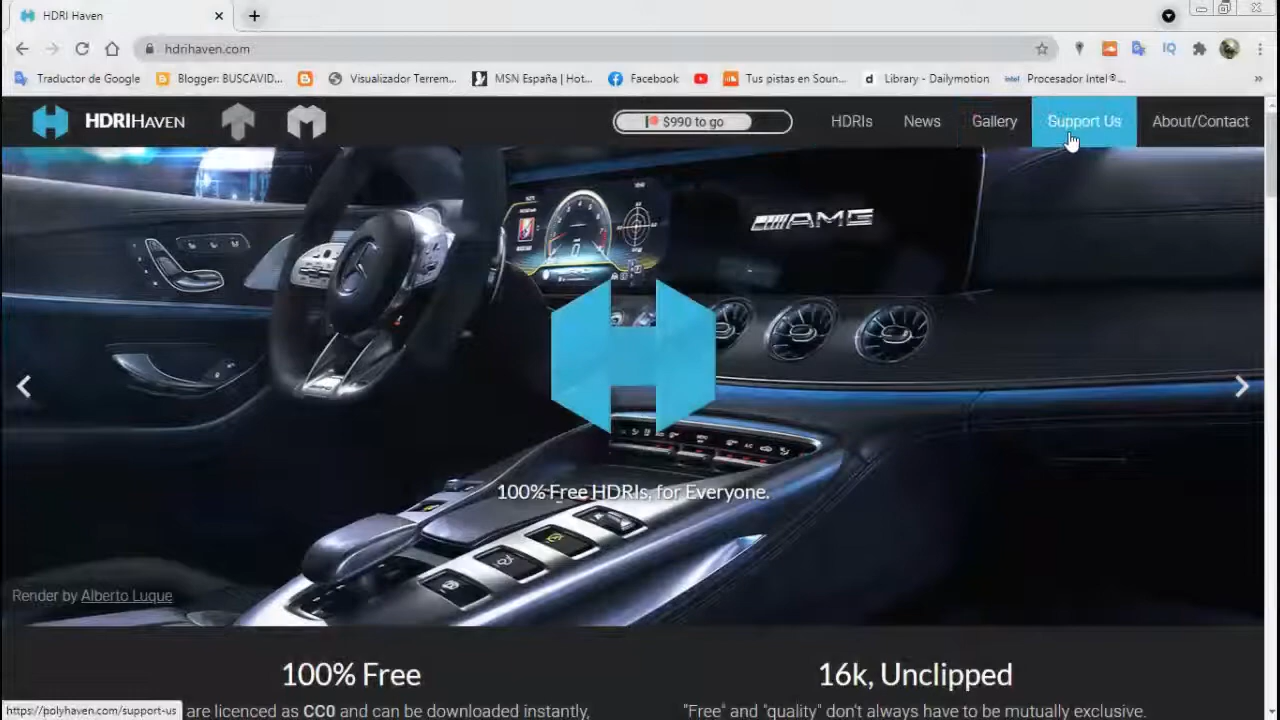 HDRI Haven
hdrihaven.com
Traductor de Google
Blogger: BUSCAVID...
Visualizador Terrem...
MSN España | Hot...
Facebook
Tus pistas en Soun...
d Library - Dailymotion
intel Procesador Intel®...
»
IQ
HDRIHAVEN
$990 to go
HDRIs
News
Gallery
Support Us
About/Contact
AMG
100% Free HDRIs, for Everyone.
Render by Alberto Luque
100% Free
16k, Unclipped
https://polyhaven.com/support-us
are licenced as CC0 and can be downloaded instantly,
"Free" and "quality" don't always have to be mutually exclusive.